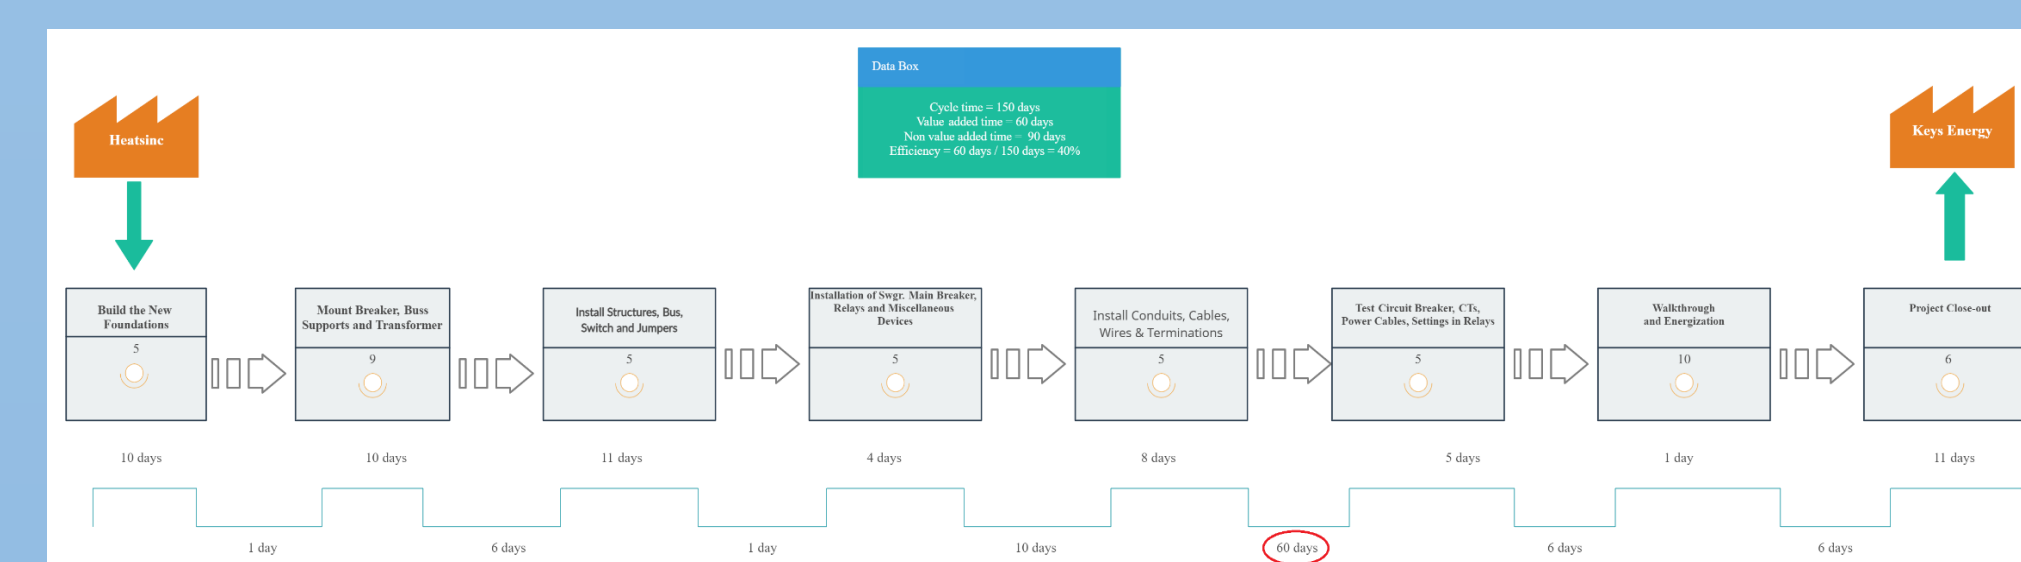 Data Box
Cycle time = 150 days
Value added time = 60 days
Non value added time = 90 days
Efficiency = 60 days / 150 days = 40%
Heatsinc
Keys Energy
Build the New
Foundations
5
Mount Breaker, Buss
Supports and Transformer
9
Install Structures, Bus,
Switch and Jumpers
5
Installation of Swgr. Main Breaker,
Relays and Miscellaneous
Devices
5
Install Conduits, Cables,
Wires & Terminations
5
Test Circuit Breaker, CTs,
Power Cables, Settings in Relays
5
Walkthrough
and Energization
10
Project Close-out
6
10 days
10 days
11 days
4 days
8 days
5 days
1 day
11 days
1 day
6 days
1 day
10 days
60 days
6 days
6 days